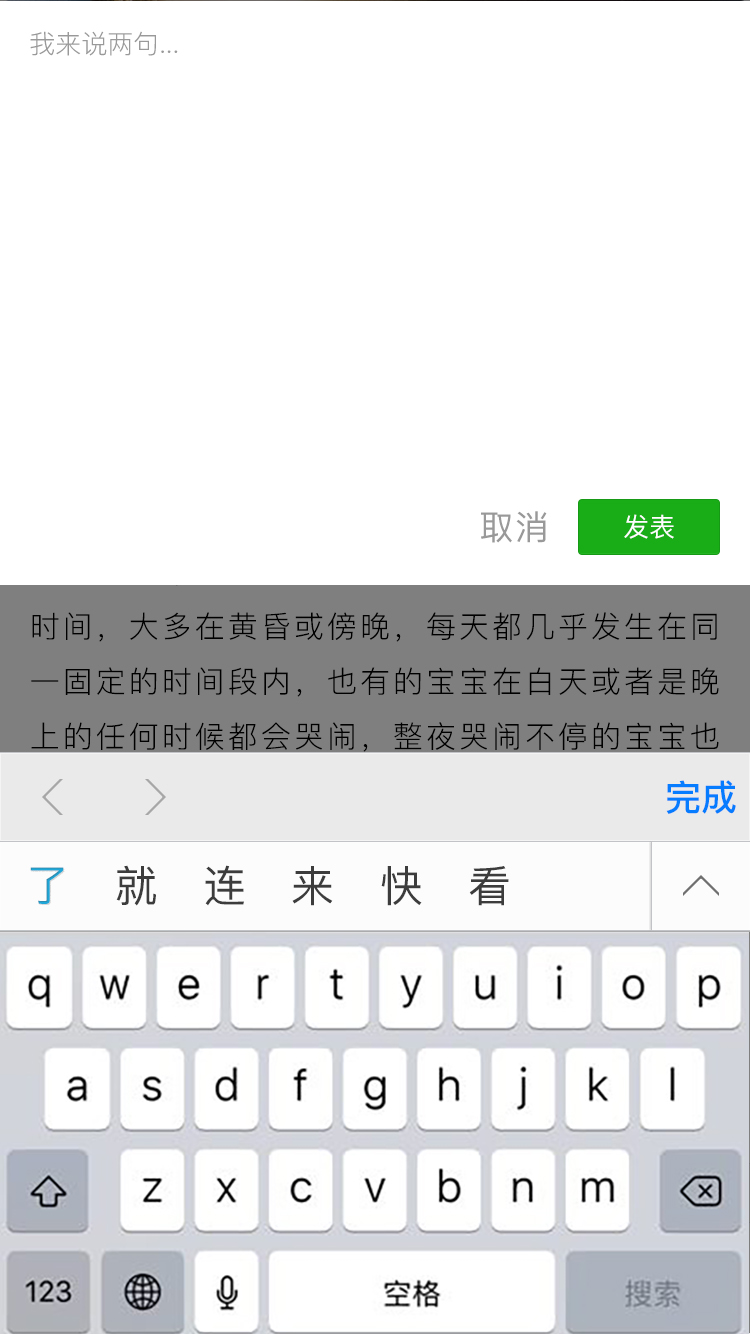 我来说两句...
取消 发表
时间，大多在黄昏或傍晚，每天都几乎发生在同
一固定的时间段内，也有的宝宝在白天或者是晚
上的任何时候都会哭闹，整夜哭闹不停的宝宝也
完成
了 就 连 来 快 看
q w e r t y u i o p
a s d f g h j k l
z x c v b n m
123 空格 搜索